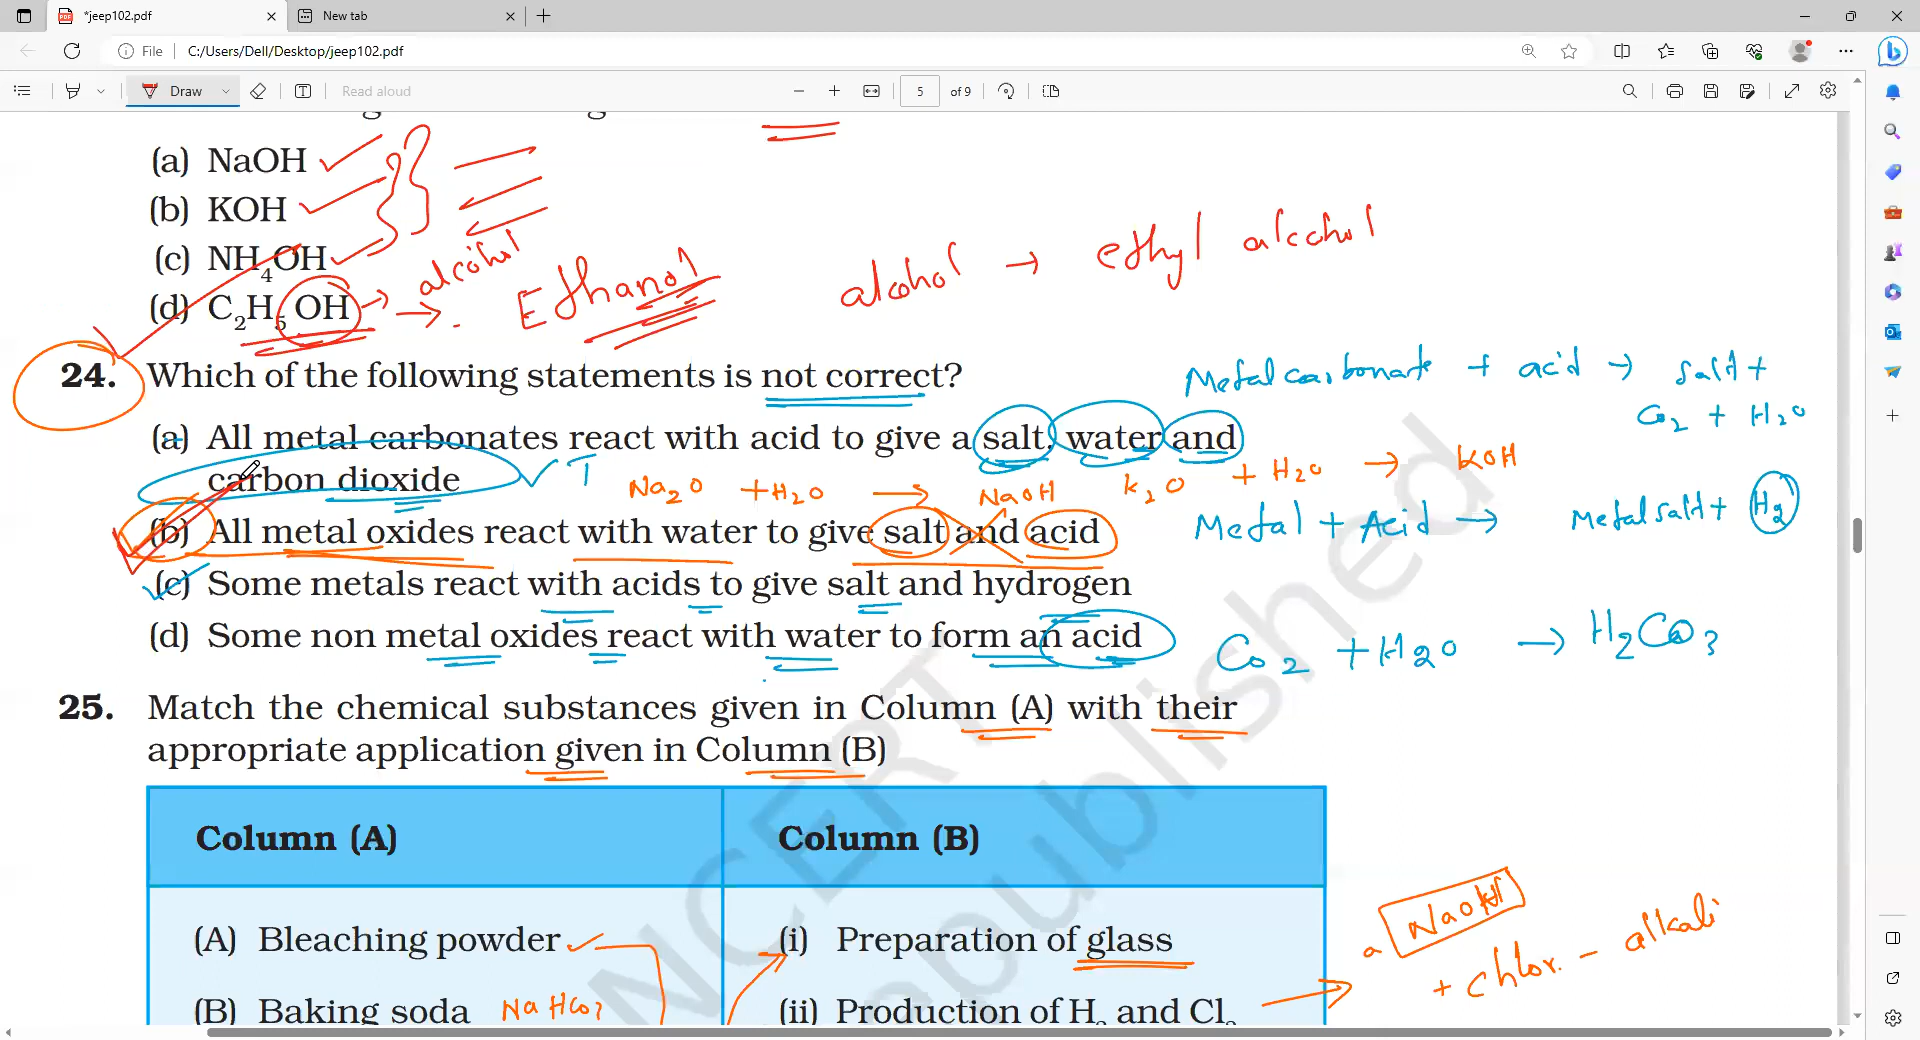 *jeep102.pdf
New tab
File
C:/Users/Dell/Desktop/jeep102.pdf
Draw
Read aloud
5 of 9
(a) NaOH
(b) KOH
(c) NH4OH
(d) C2H5OH
alcohol
Ethanol
alcohol → ethyl alcohol
24. Which of the following statements is not correct?
Metal carbonate + acid → Salt +
CO2 + H2O
(a) All metal carbonates react with acid to give a salt, water and
carbon dioxide
T
Na2O + H2O → NaOH
K2O + H2O → KOH
(b) All metal oxides react with water to give salt and acid
Metal + Acid → Metal salt + H2
(c) Some metals react with acids to give salt and hydrogen
(d) Some non metal oxides react with water to form an acid
CO2 + H2O → H2CO3
25. Match the chemical substances given in Column (A) with their
appropriate application given in Column (B)
Column (A) Column (B)
(A) Bleaching powder (i) Preparation of glass
(B) Baking soda NaHCO3 (ii) Production of H2 and Cl2
a NaOH
+ chlor - alkali
NCERT
published